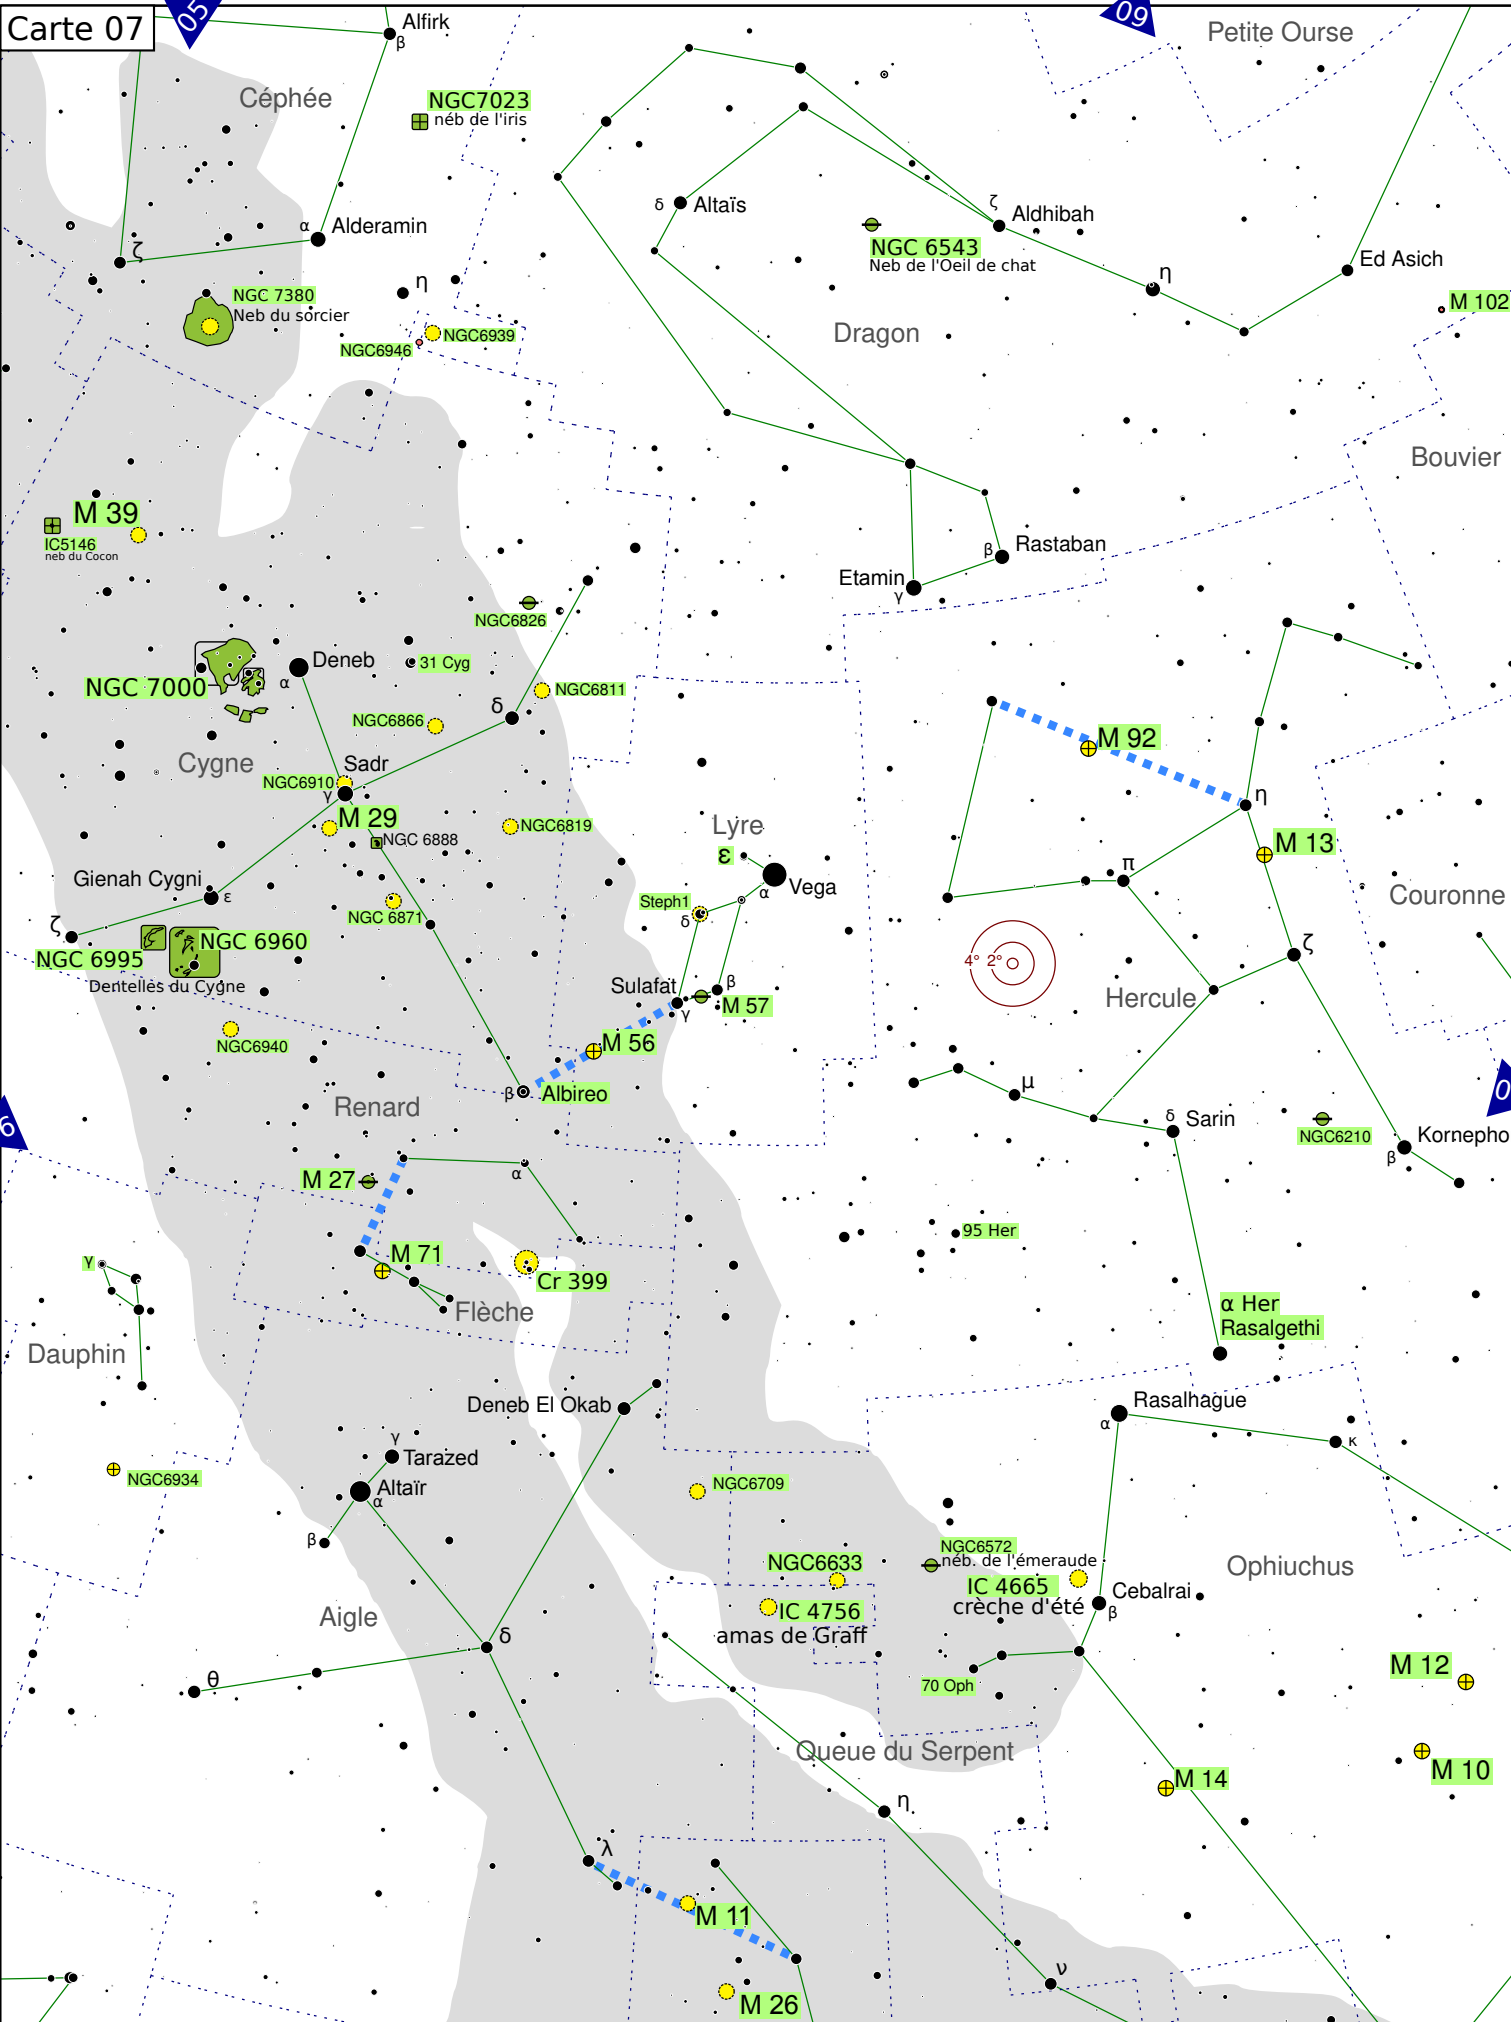 Carte 07
05
09
Alfirk
β
Petite Ourse
Céphée
NGC7023
néb de l'iris
δ
Altaïs
ζ
Aldhibah
α
Alderamin
ζ
NGC 6543
Neb de l'Oeil de chat
Ed Asich
η
η
NGC 7380
Neb du sorcier
M 102
NGC6939
NGC6946
Dragon
Bouvier
M 39
IC5146
neb du Cocon
β
Rastaban
Etamin
γ
NGC6826
Deneb
α
31 Cyg
NGC 7000
NGC6811
δ
NGC6866
M 92
Cygne
Sadr
NGC6910
γ
η
M 29
NGC 6888
NGC6819
Lyre
ε
M 13
π
Gienah Cygni
ε
Vega
α
Couronne
NGC 6871
Steph1
δ
ζ
NGC 6960
NGC 6995
ζ
4° 2°
Dentelles du Cygne
Sulafat
β
γ
M 57
Hercule
NGC6940
M 56
β
Albireo
μ
0
Renard
6
δ
Sarin
NGC6210
Kornepho
β
M 27
α
95 Her
γ
M 71
Cr 399
Flèche
α Her
Rasalgethi
Dauphin
Deneb El Okab
Rasalhague
α
κ
γ
Tarazed
NGC6934
Altaïr
α
NGC6709
β
NGC6572
néb. de l'émeraude
NGC6633
IC 4665
crèche d'été
Cebalrai
β
Ophiuchus
IC 4756
amas de Graff
Aigle
δ
θ
70 Oph
M 12
Queue du Serpent
M 10
M 14
η
λ
M 11
ν
M 26